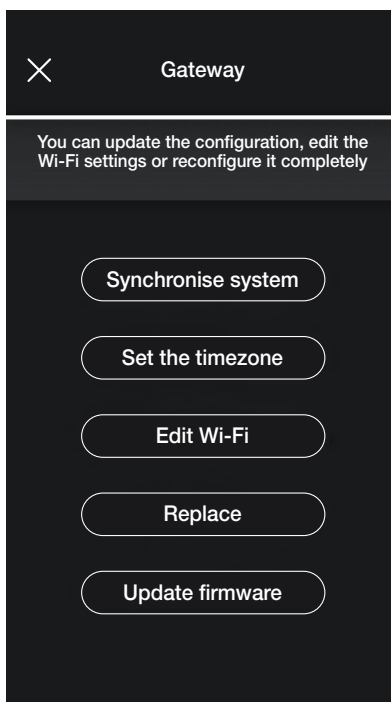 Gateway
You can update the configuration, edit the
Wi-Fi settings or reconfigure it completely
Synchronise system
Set the timezone
Edit Wi-Fi
Replace
Update firmware